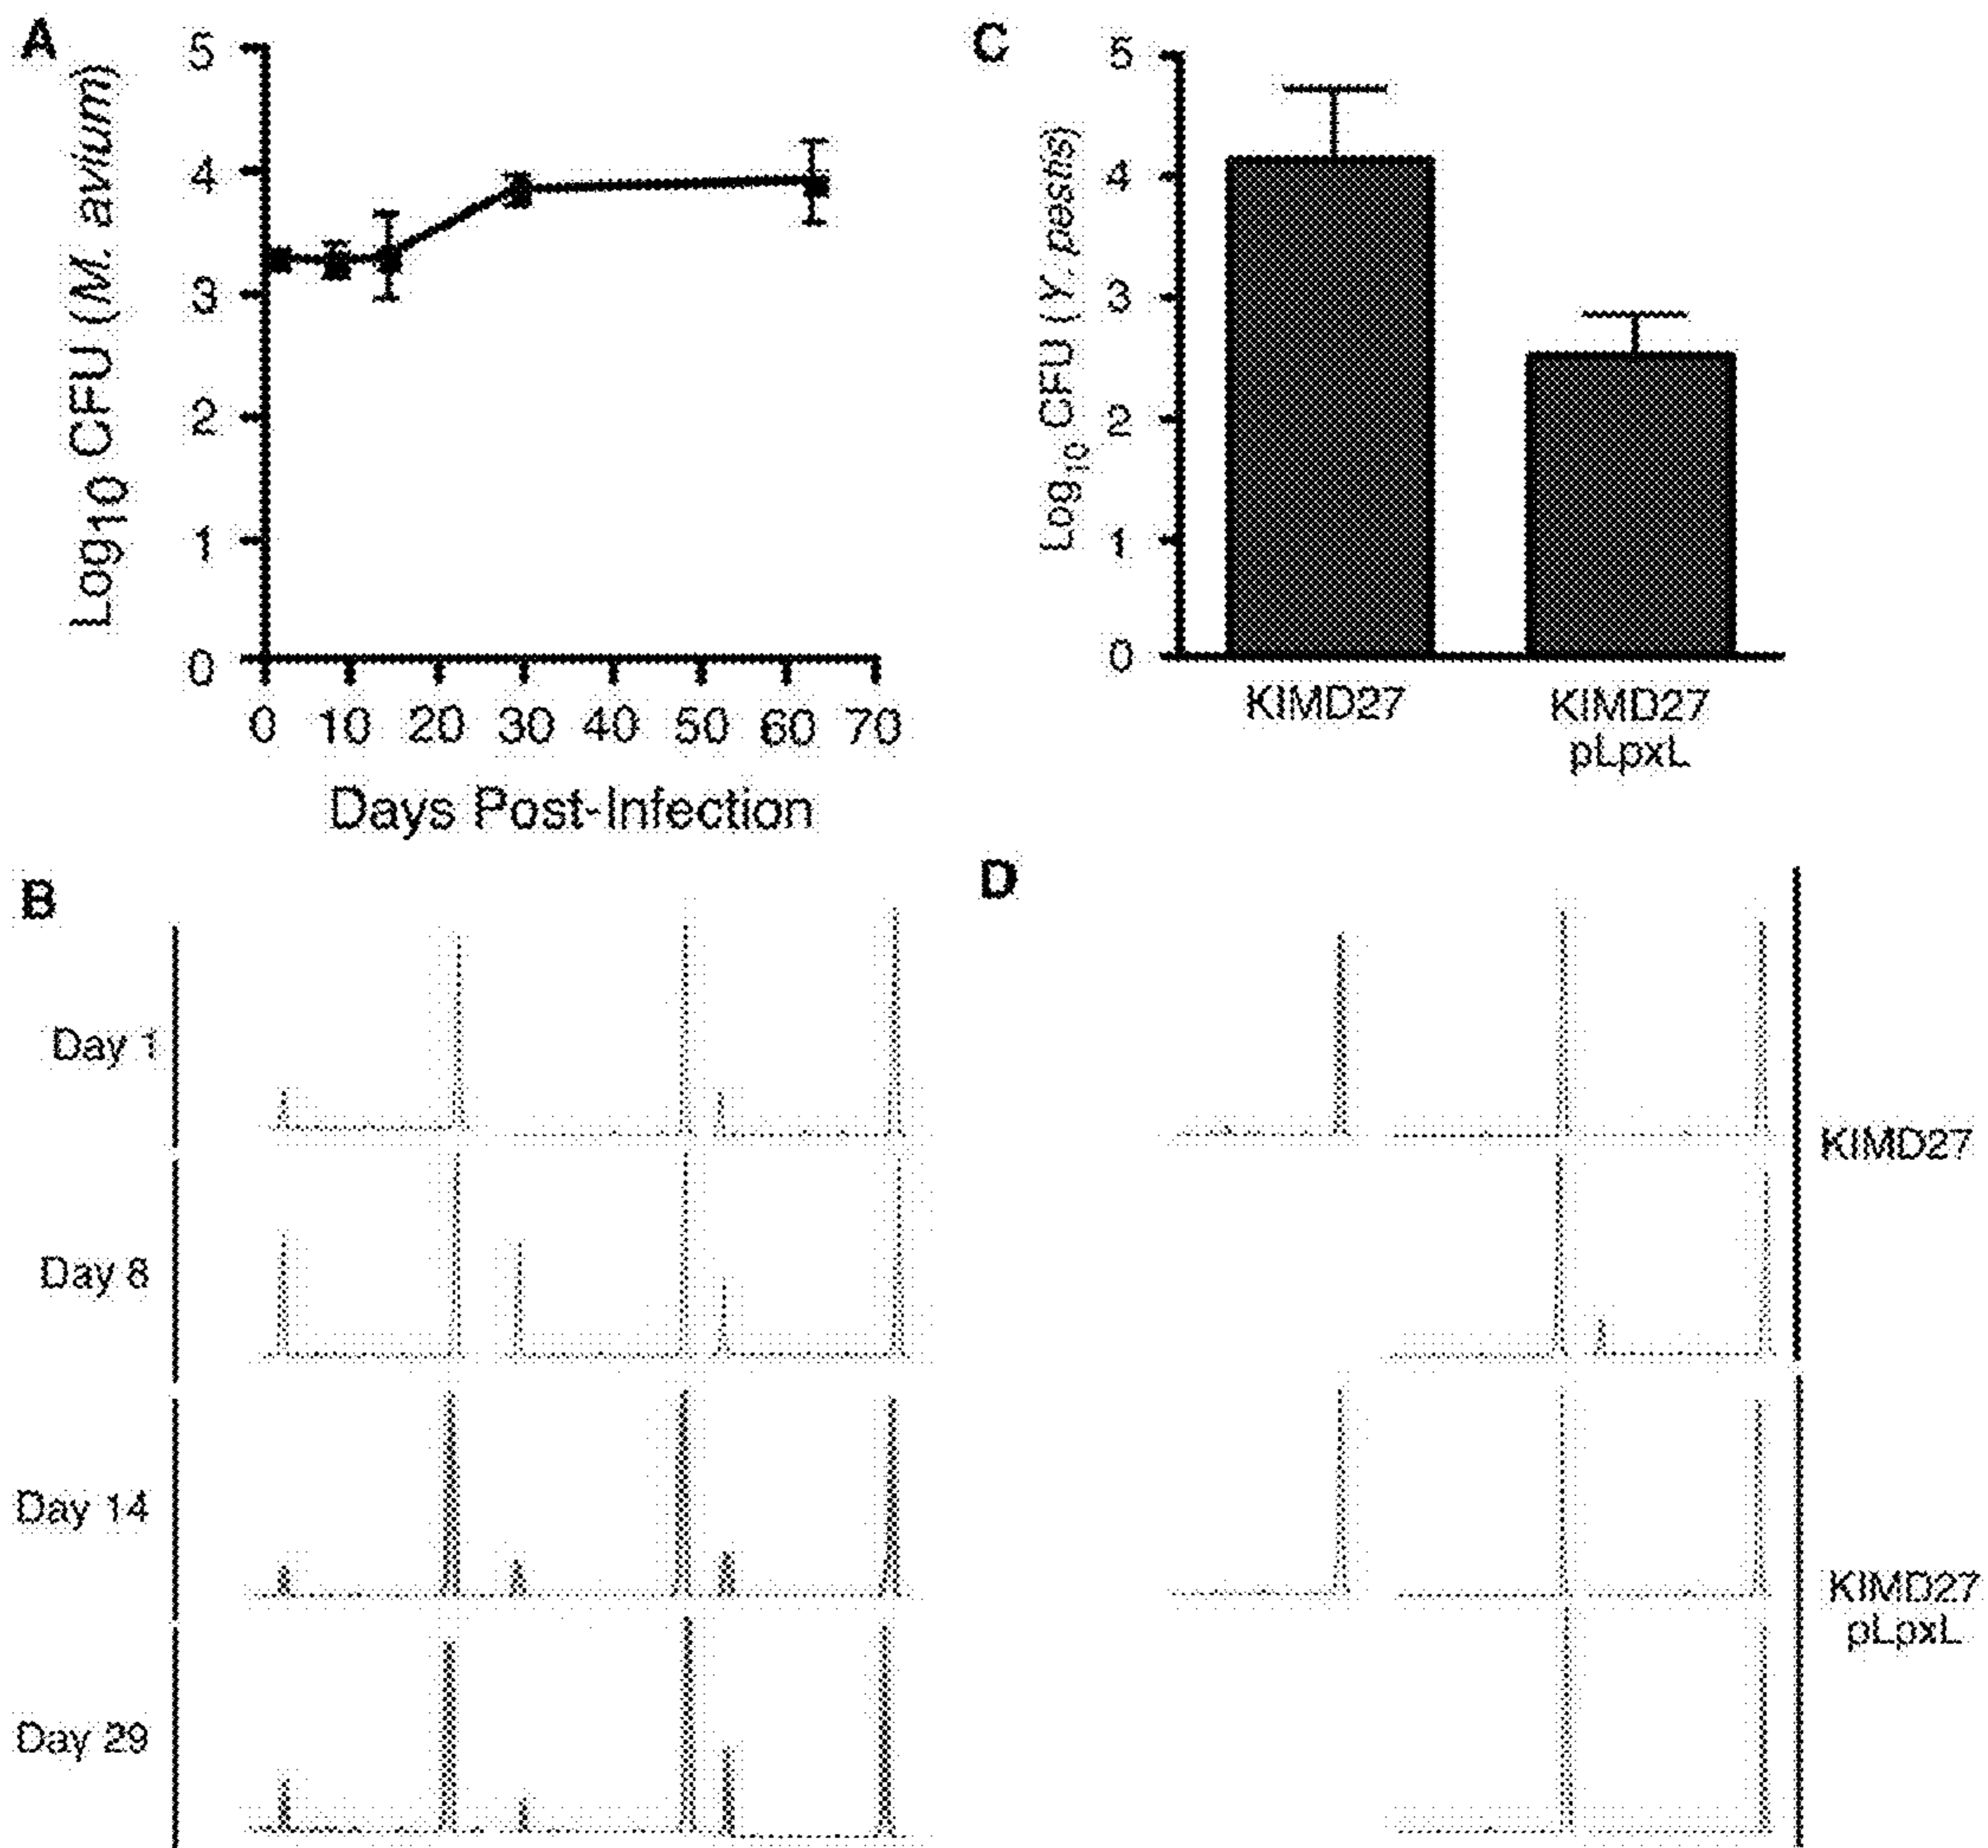 A
5
4
3
2
1
0
Log10 CFU (M. avium)
0 10 20 30 40 50 60 70
Days Post-Infection
C
5
4
3
2
1
0
Log10 CFU (Y. pestis)
KIMD27
KIMD27
pLpxL
B
Day 1
Day 8
Day 14
Day 29
D
KIMD27
KIMD27
pLpxL